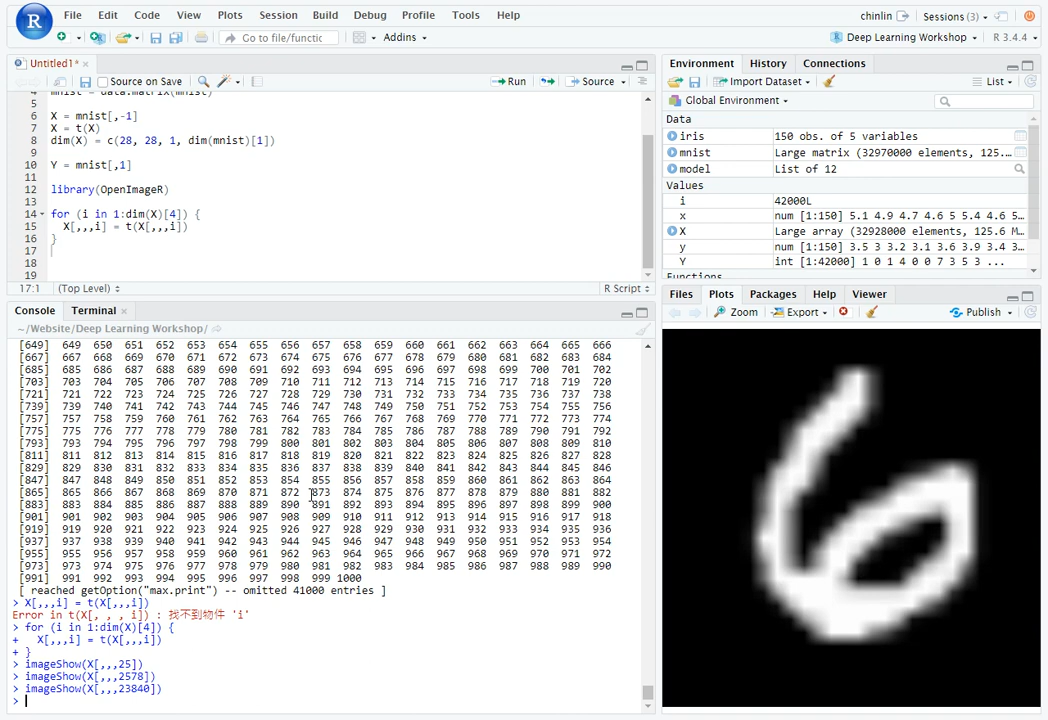 R
File Edit Code View Plots Session Build Debug Profile Tools Help
chinlin Sessions (3)
Go to file/functic Addins
Deep Learning Workshop R 3.4.4
Untitled1* ×
Source on Save Run Source
4 mnist = data.matrix(mnist)
5
6 X = mnist[,-1]
7 X = t(X)
8 dim(X) = c(28, 28, 1, dim(mnist)[1])
9
10 Y = mnist[,1]
11
12 library(OpenImageR)
13
14 for (i in 1:dim(X)[4]) {
15 X[,,,i] = t(X[,,,i])
16 }
17
18
19
17:1 (Top Level) R Script
Console Terminal ×
~/Website/Deep Learning Workshop/
[649] 649 650 651 652 653 654 655 656 657 658 659 660 661 662 663 664 665 666
[667] 667 668 669 670 671 672 673 674 675 676 677 678 679 680 681 682 683 684
[685] 685 686 687 688 689 690 691 692 693 694 695 696 697 698 699 700 701 702
[703] 703 704 705 706 707 708 709 710 711 712 713 714 715 716 717 718 719 720
[721] 721 722 723 724 725 726 727 728 729 730 731 732 733 734 735 736 737 738
[739] 739 740 741 742 743 744 745 746 747 748 749 750 751 752 753 754 755 756
[757] 757 758 759 760 761 762 763 764 765 766 767 768 769 770 771 772 773 774
[775] 775 776 777 778 779 780 781 782 783 784 785 786 787 788 789 790 791 792
[793] 793 794 795 796 797 798 799 800 801 802 803 804 805 806 807 808 809 810
[811] 811 812 813 814 815 816 817 818 819 820 821 822 823 824 825 826 827 828
[829] 829 830 831 832 833 834 835 836 837 838 839 840 841 842 843 844 845 846
[847] 847 848 849 850 851 852 853 854 855 856 857 858 859 860 861 862 863 864
[865] 865 866 867 868 869 870 871 872 873 874 875 876 877 878 879 880 881 882
[883] 883 884 885 886 887 888 889 890 891 892 893 894 895 896 897 898 899 900
[901] 901 902 903 904 905 906 907 908 909 910 911 912 913 914 915 916 917 918
[919] 919 920 921 922 923 924 925 926 927 928 929 930 931 932 933 934 935 936
[937] 937 938 939 940 941 942 943 944 945 946 947 948 949 950 951 952 953 954
[955] 955 956 957 958 959 960 961 962 963 964 965 966 967 968 969 970 971 972
[973] 973 974 975 976 977 978 979 980 981 982 983 984 985 986 987 988 989 990
[991] 991 992 993 994 995 996 997 998 999 1000
[ reached getOption("max.print") -- omitted 41000 entries ]
> X[,,,i] = t(X[,,,i])
Error in t(X[, , , i]) : 找不到物件 'i'
> for (i in 1:dim(X)[4]) {
+ X[,,,i] = t(X[,,,i])
+ }
> imageShow(X[,,,25])
> imageShow(X[,,,2578])
> imageShow(X[,,,23840])
>
Environment History Connections
Import Dataset List
Global Environment
Data
iris 150 obs. of 5 variables
mnist Large matrix (32970000 elements, 125.…
model List of 12
Values
i 42000L
x num [1:150] 5.1 4.9 4.7 4.6 5 5.4 4.6 5…
X Large array (32928000 elements, 125.6 M…
y num [1:150] 3.5 3 3.2 3.1 3.6 3.9 3.4 3…
Y int [1:42000] 1 0 1 4 0 0 7 3 5 3 ...
Functions
Files Plots Packages Help Viewer
Zoom Export Publish
6